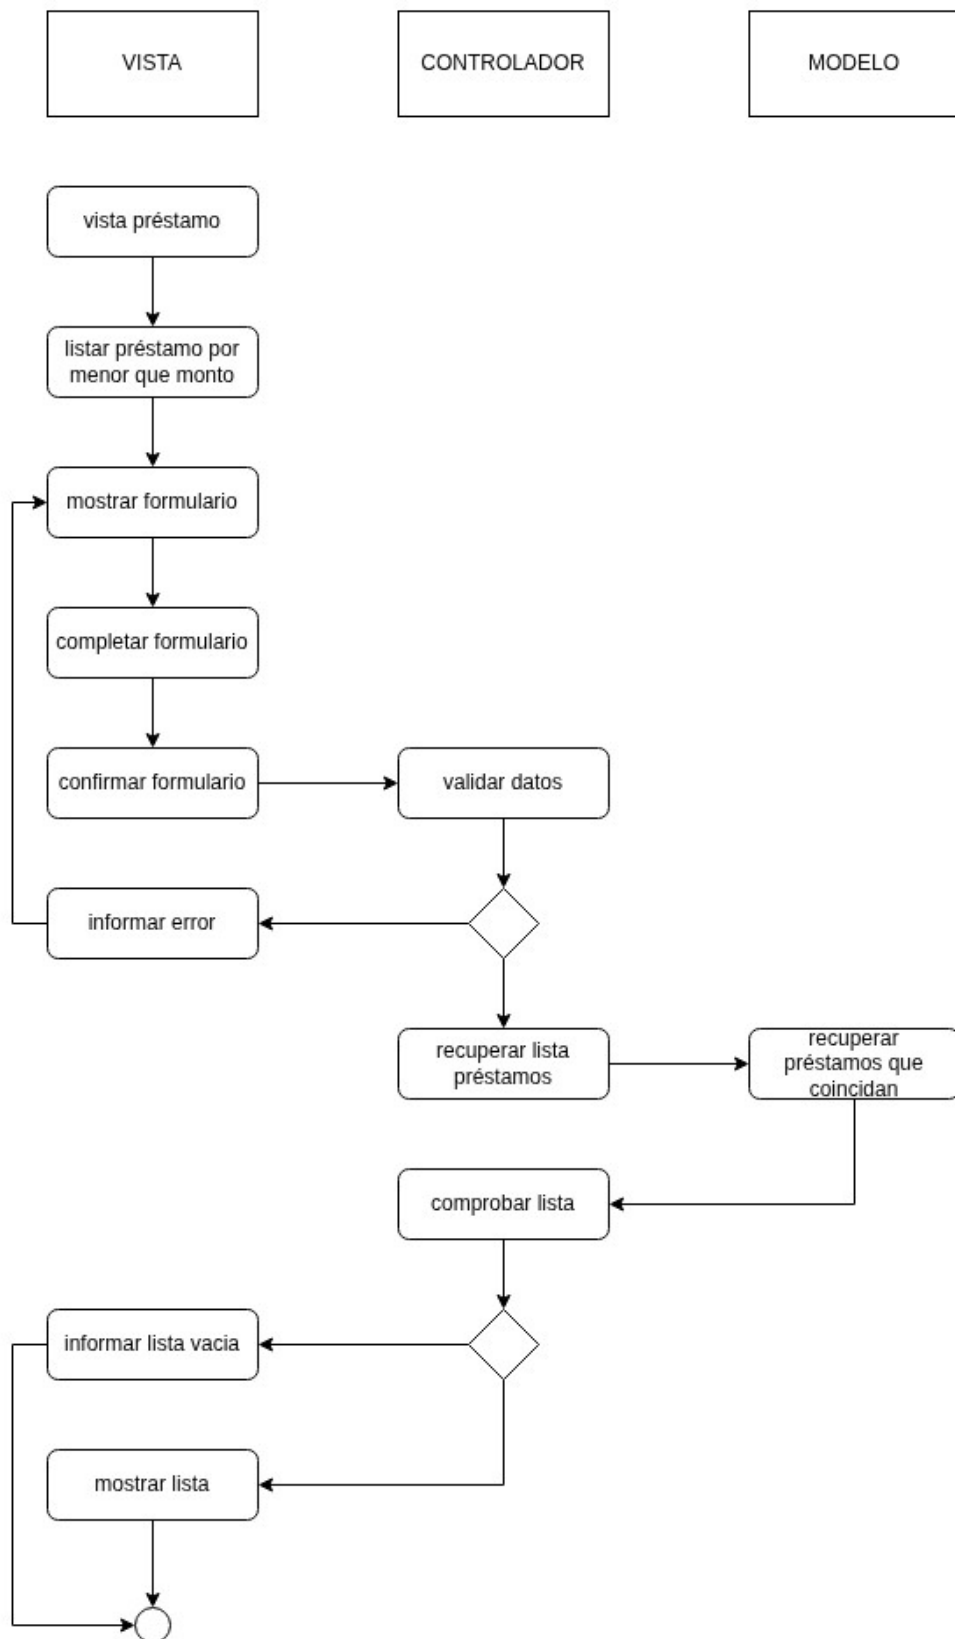 VISTA
CONTROLADOR
MODELO
vista préstamo
listar préstamo por
menor que monto
mostrar formulario
completar formulario
confirmar formulario
validar datos
informar error
recuperar lista
préstamos
recuperar
préstamos que
coincidan
comprobar lista
informar lista vacia
mostrar lista